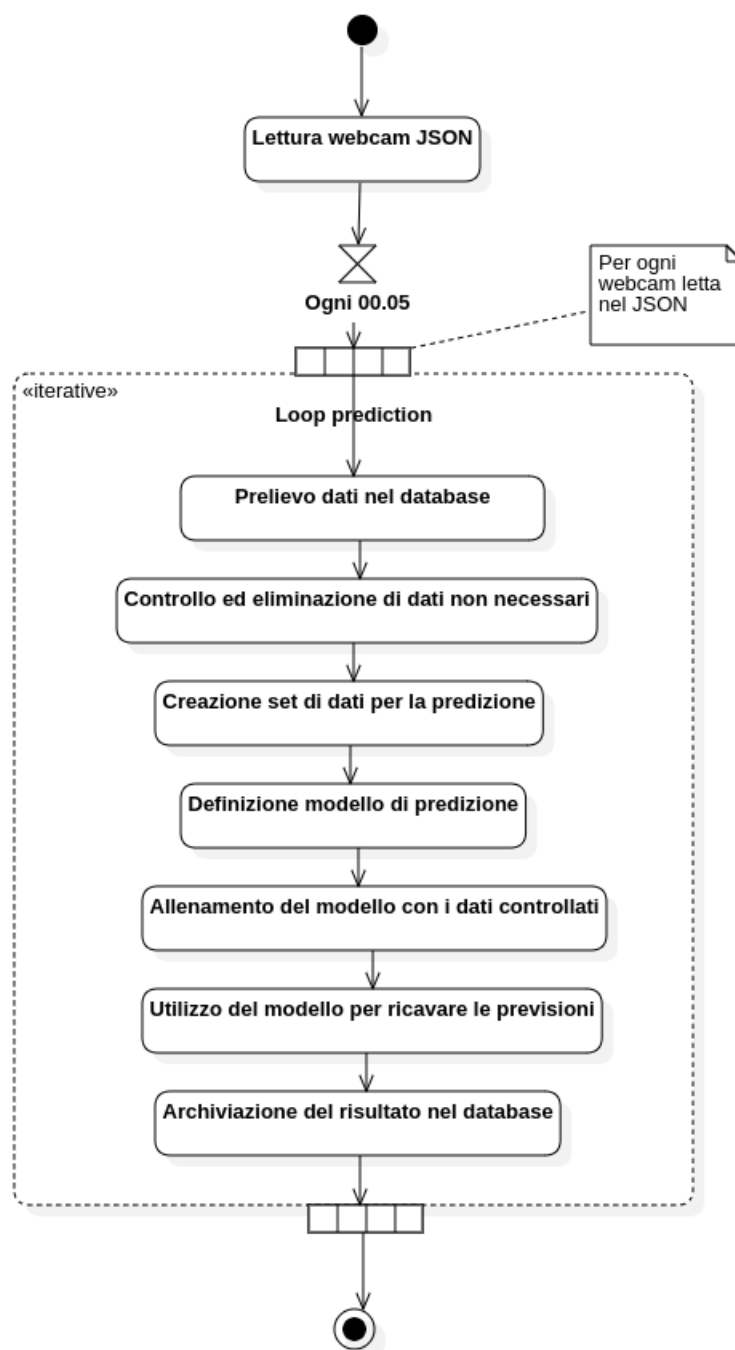 Lettura webcam JSON
Ogni 00.05
Per ogni
webcam letta
nel JSON
«iterative»
Loop prediction
Prelievo dati nel database
Controllo ed eliminazione di dati non necessari
Creazione set di dati per la predizione
Definizione modello di predizione
Allenamento del modello con i dati controllati
Utilizzo del modello per ricavare le previsioni
Archiviazione del risultato nel database